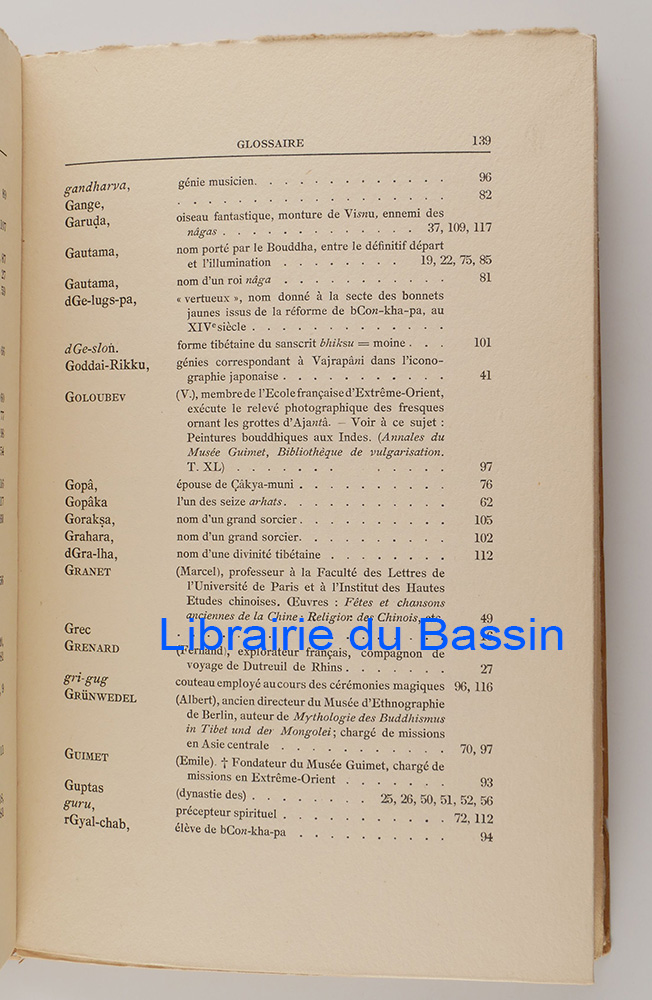 GLOSSAIRE 139
gandharva, génie musicien. . . . . . . . . . . . 96
Gange, . . . . . . . . . . . . . . . . 82
Garuḍa, oiseau fantastique, monture de Visnu, ennemi des
nâgas . . . . . . . . . . . . . 37, 109, 117
Gautama, nom porté par le Bouddha, entre le définitif départ
et l'illumination . . . . . . . . 19, 22, 75, 85
Gautama, nom d'un roi nâga . . . . . . . . . . . 81
dGe-lugs-pa, « vertueux », nom donné à la secte des bonnets
jaunes issus de la réforme de bCon-kha-pa, au
XIVe siècle . . . . . . . . . . . . .
dGe-sloṅ. forme tibétaine du sanscrit bhiksu = moine . . . 101
Goddai-Rikku, génies correspondant à Vajrapâni dans l'icono-
graphie japonaise . . . . . . . . . . . 41
GOLOUBEV (V.), membre de l'Ecole française d'Extrême-Orient,
exécute le relevé photographique des fresques
ornant les grottes d'Ajantâ. — Voir à ce sujet :
Peintures bouddhiques aux Indes. (Annales du
Musée Guimet, Bibliothèque de vulgarisation.
T. XL) . . . . . . . . . . . . 97
Gopâ, épouse de Çâkya-muni . . . . . . . . . . 76
Gopâka l'un des seize arhats. . . . . . . . . . . 62
Gorakṣa, nom d'un grand sorcier. . . . . . . . . . 105
Grahara, nom d'un grand sorcier. . . . . . . . . . 102
dGra-lha, nom d'une divinité tibétaine . . . . . . . . 112
GRANET (Marcel), professeur à la Faculté des Lettres de
l'Université de Paris et à l'Institut des Hautes
Etudes chinoises. Œuvres : Fêtes et chansons
anciennes de la Chine; Religion des Chinois, etc. 49
Grec
Librairie du Bassin
GRENARD (Fernand), explorateur français, compagnon de
voyage de Dutreuil de Rhins . . . . . . . 27
gri-gug couteau employé au cours des cérémonies magiques 96, 116
GRÜNWEDEL (Albert), ancien directeur du Musée d'Ethnographie
de Berlin, auteur de Mythologie des Buddhismus
in Tibet und der Mongolei; chargé de missions
en Asie centrale . . . . . . . . . . . 70, 97
GUIMET (Emile). † Fondateur du Musée Guimet, chargé de
missions en Extrême-Orient . . . . . . . 93
Guptas (dynastie des) . . . . . . . . 25, 26, 50, 51, 52, 56
guru, précepteur spirituel . . . . . . . . . . . 72, 112
rGyal-chab, élève de bCon-kha-pa . . . . . . . . . . 94